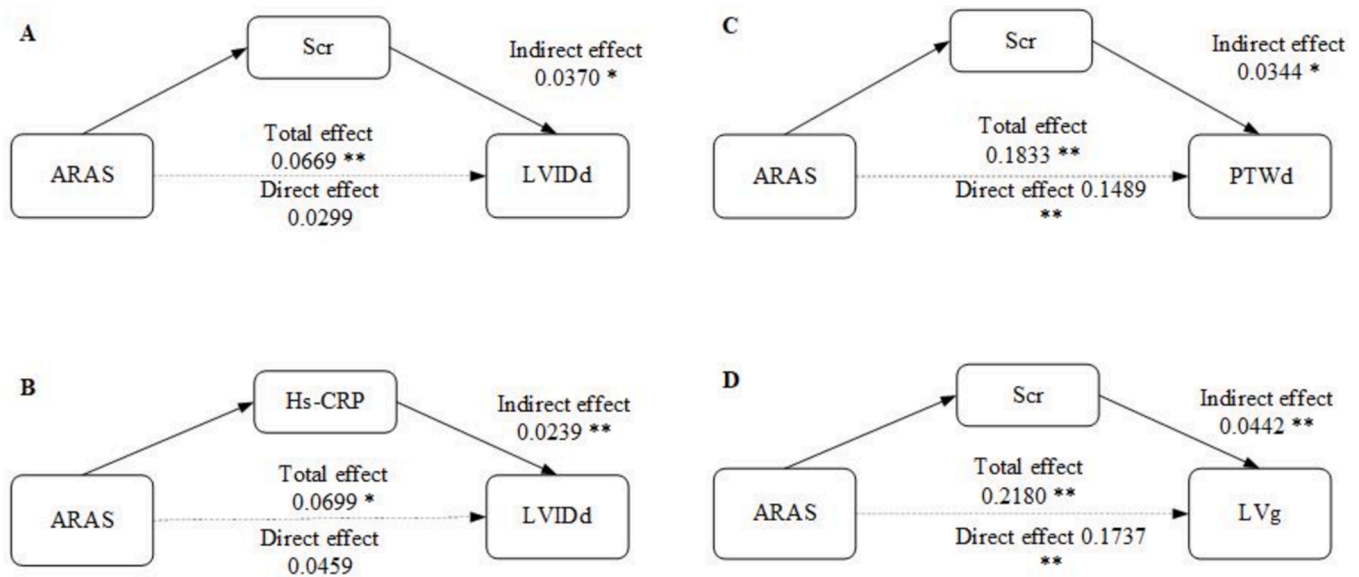 A
Scr
Indirect effect
0.0370 *
Total effect
0.0669 **
ARAS
LVIDd
Direct effect
0.0299
C
Scr
Indirect effect
0.0344 *
Total effect
0.1833 **
ARAS
PTWd
Direct effect 0.1489
**
B
Hs-CRP
Indirect effect
0.0239 **
Total effect
0.0699 *
ARAS
LVIDd
Direct effect
0.0459
D
Scr
Indirect effect
0.0442 **
Total effect
0.2180 **
ARAS
LVg
Direct effect 0.1737
**